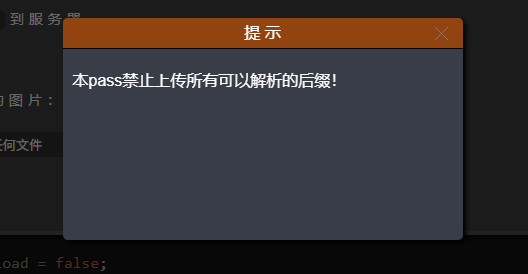 到服务器
提示
本pass禁止上传所有可以解析的后缀！
图片：
任何文件
load = false;